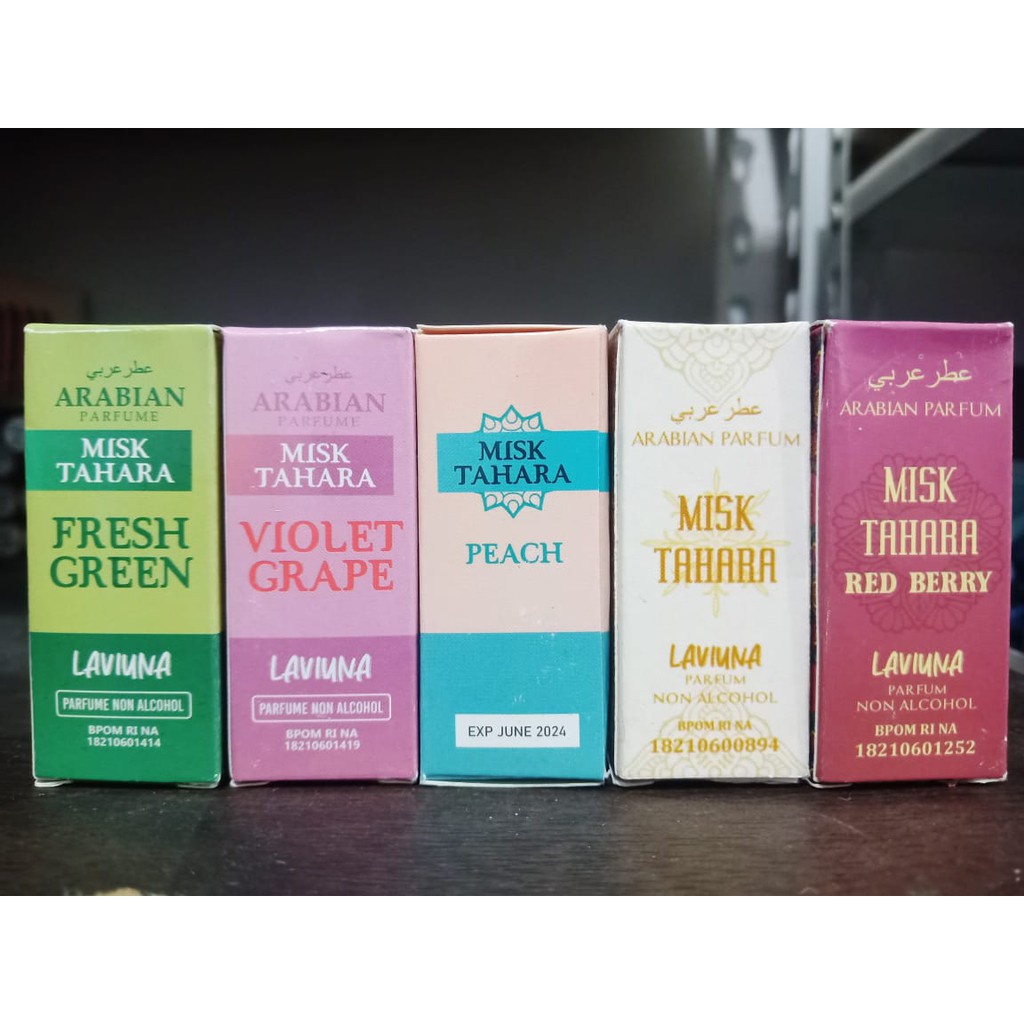 عطر عربي
ARABIAN
PARFUME
MISK
TAHARA
FRESH
GREEN
LAVIUNA
PARFUME NON ALCOHOL
BPOM RI NA
18210601414
عطر عربي
ARABIAN
PARFUME
MISK
TAHARA
VIOLET
GRAPE
LAVIUNA
PARFUME NON ALCOHOL
BPOM RI NA
18210601419
MISK
TAHARA
PEACH
EXP JUNE 2024
عطر عربي
ARABIAN PARFUM
MISK
TAHARA
LAVIUNA
PARFUM
NON ALCOHOL
BPOM RI NA
18210600894
عطر عربي
ARABIAN PARFUM
MISK
TAHARA
RED BERRY
LAVIUNA
PARFUM
NON ALCOHOL
BPOM RI NA
18210601252